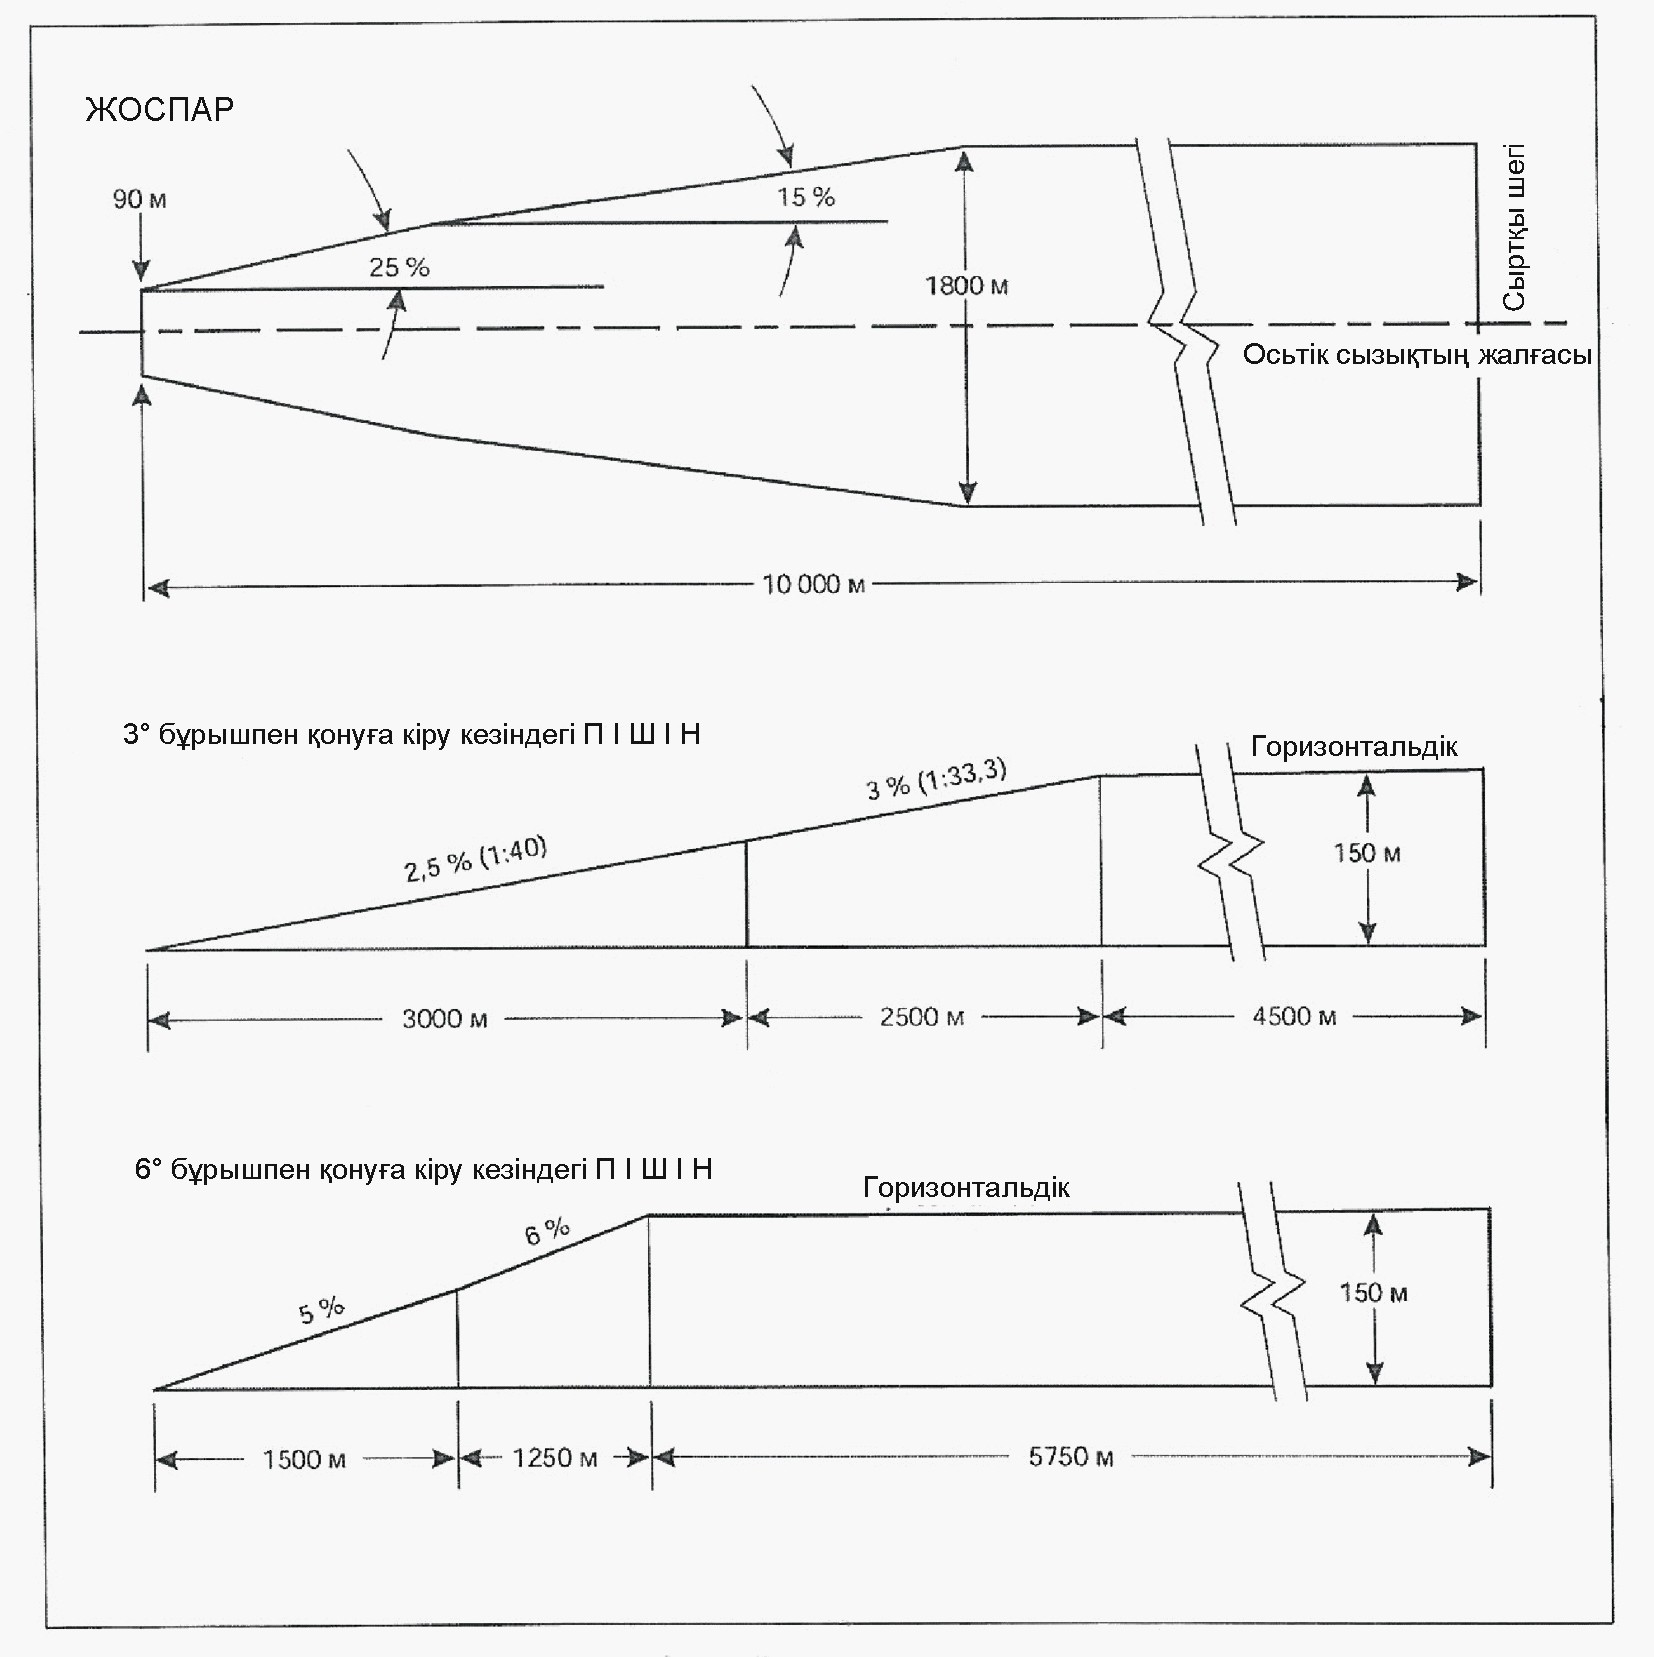 ЖОСПАР
90 м
25 %
15 %
1800 м
Сыртқы шегі
Осьтік сызықтың жалғасы
10 000 м
3° бұрышпен қонуға кіру кезіндегі П І Ш І Н
Горизонтальдік
2,5 % (1:40)
3 % (1:33,3)
150 м
3000 м
2500 м
4500 м
6° бұрышпен қонуға кіру кезіндегі П І Ш І Н
Горизонтальдік
5 %
6 %
150 м
1500 м
1250 м
5750 м